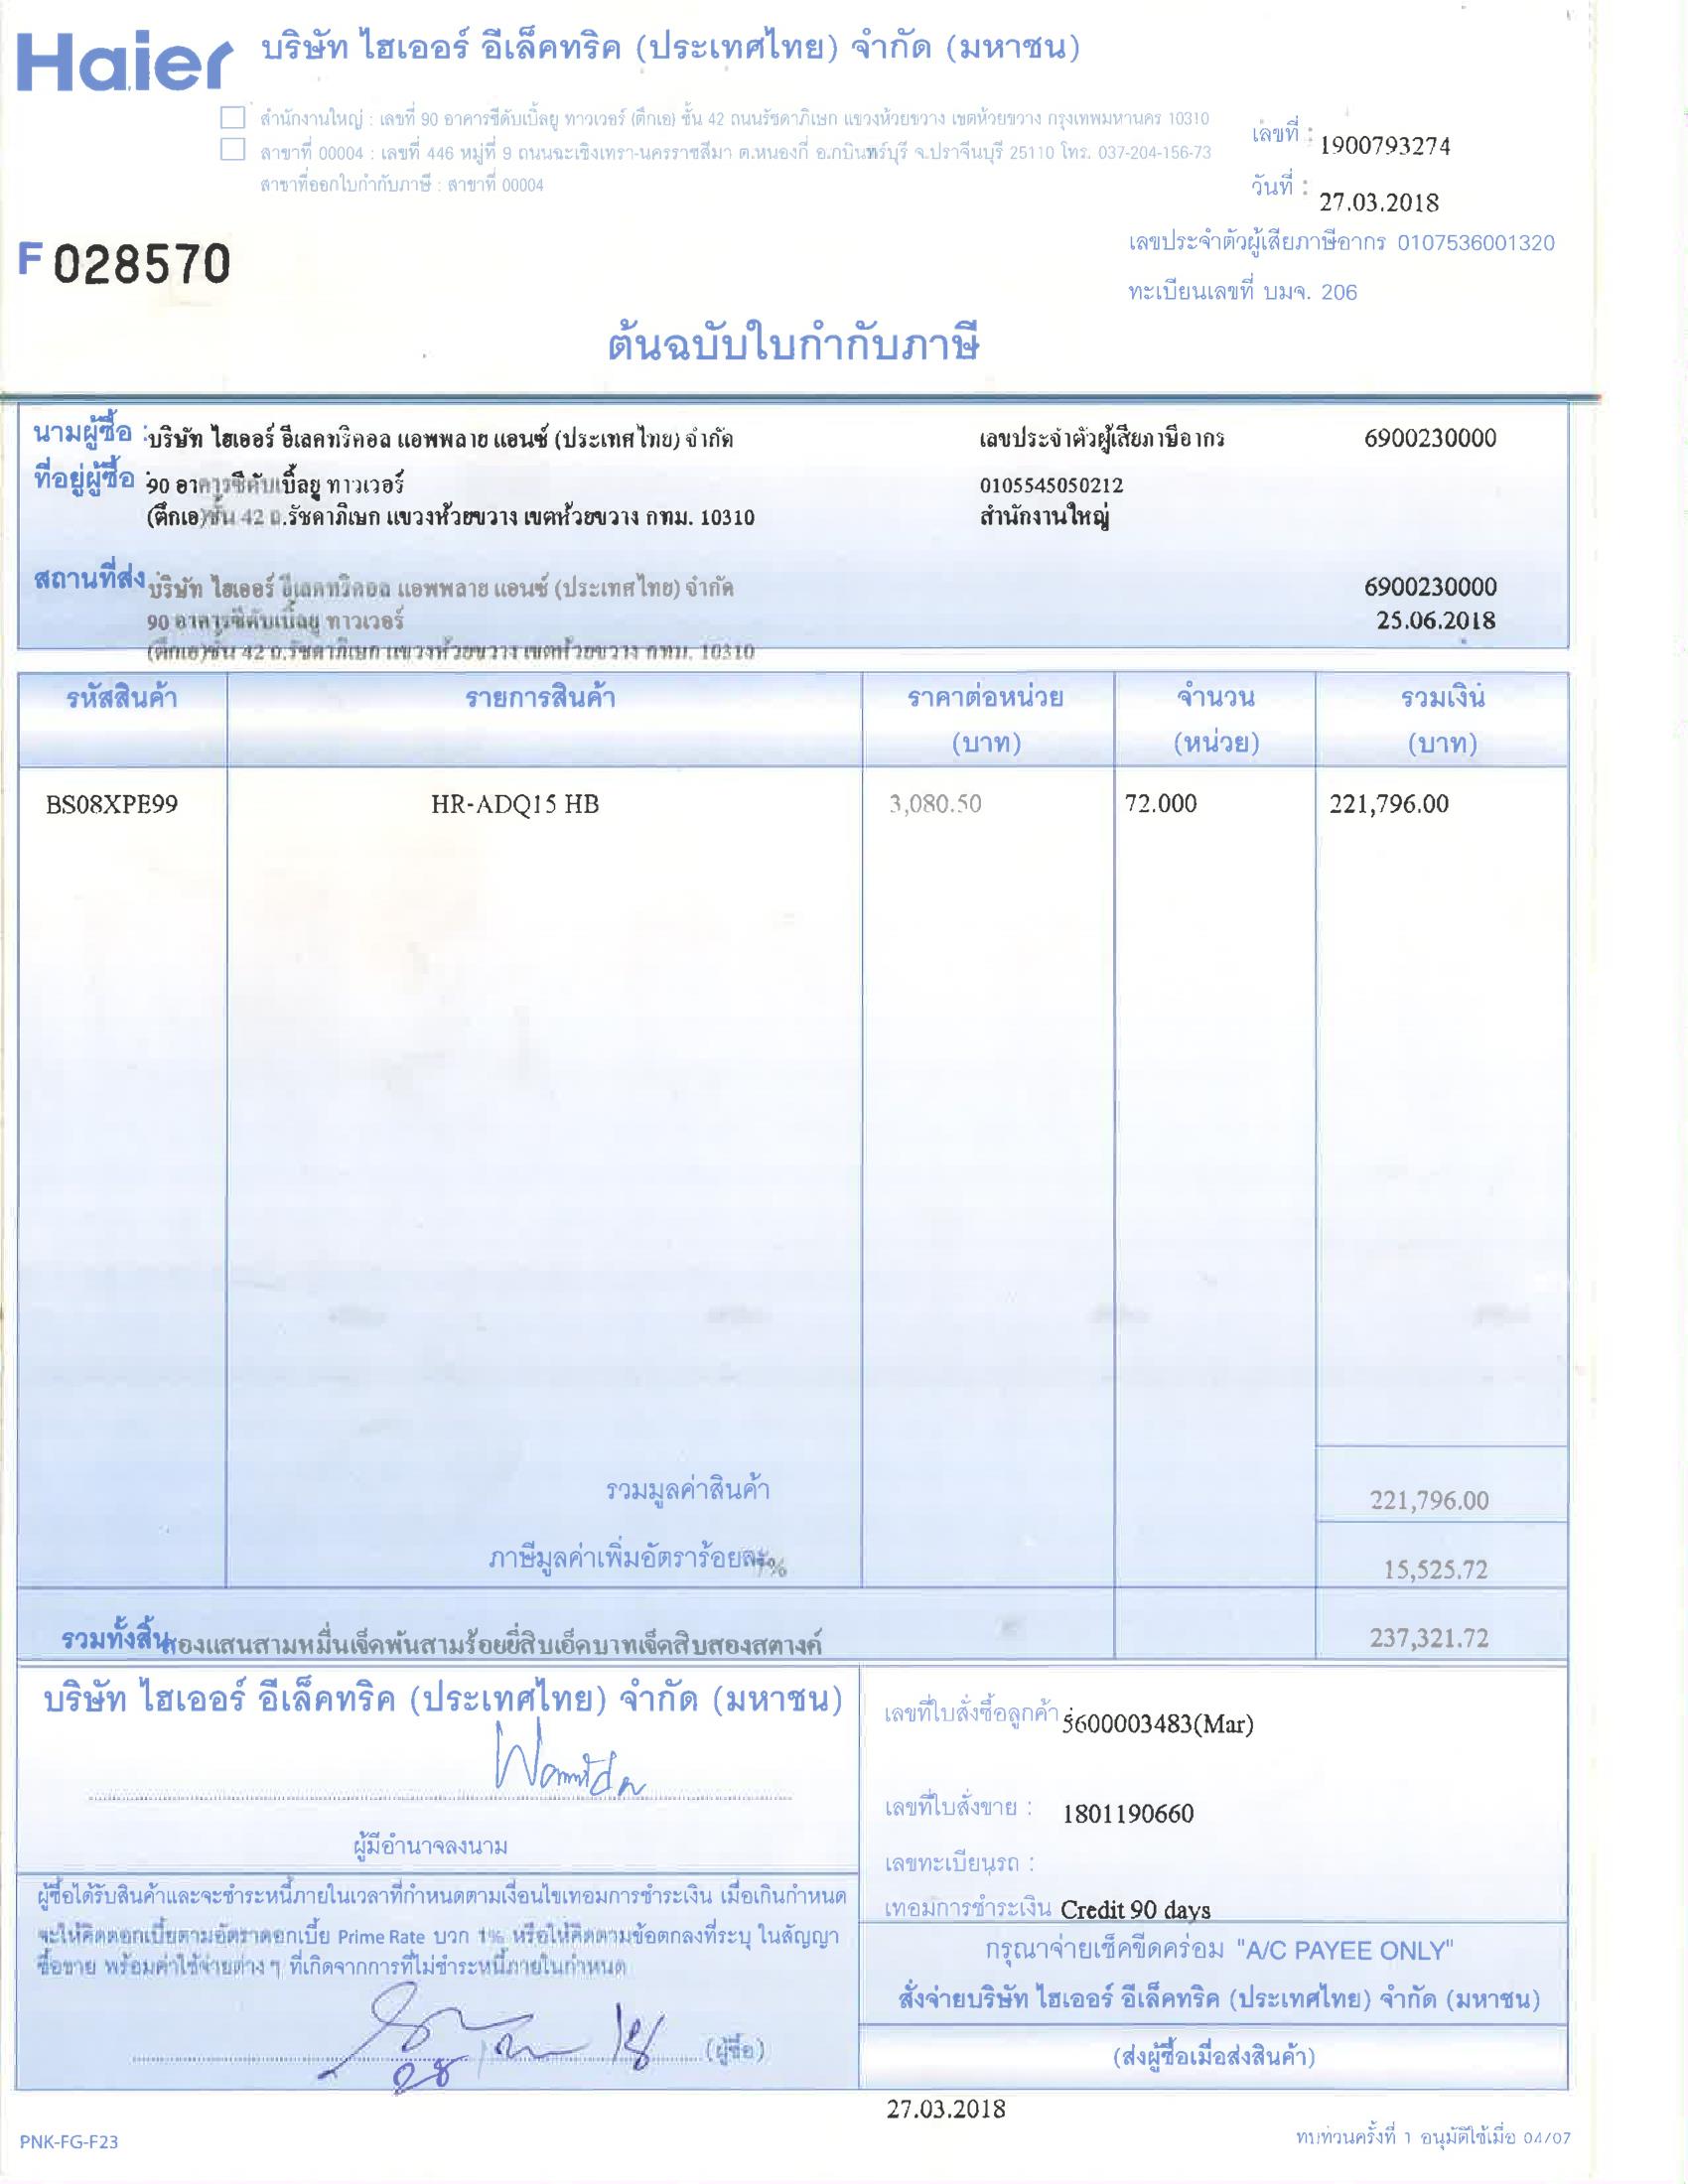 Haier บริษัท ไฮเออร์ อีเล็คทริค (ประเทศไทย) จำกัด (มหาชน)
สำนักงานใหญ่ : เลขที่ 90 อาคารซีดับเบิ้ลยู ทาวเวอร์ (ตึกเอ) ชั้น 42 ถนนรัชดาภิเษก แขวงห้วยขวาง เขตห้วยขวาง กรุงเทพมหานคร 10310
สาขาที่ 00004 : เลขที่ 446 หมู่ที่ 9 ถนนฉะเชิงเทรา-นครราชสีมา ต.หนองกี่ อ.กบินทร์บุรี จ.ปราจีนบุรี 25110 โทร. 037-204-156-73
สาขาที่ออกใบกำกับภาษี : สาขาที่ 00004
เลขที่ : 1900793274
วันที่ : 27.03.2018
เลขประจำตัวผู้เสียภาษีอากร 0107536001320
ทะเบียนเลขที่ บมจ. 206
F 028570
ต้นฉบับใบกำกับภาษี
นามผู้ซื้อ : บริษัท ไฮเออร์ อีเลคทริคอล แอพพลาย แอนซ์ (ประเทศไทย) จำกัด เลขประจำตัวผู้เสียภาษีอากร 6900230000
ที่อยู่ผู้ซื้อ : 90 อาคารซีดับเบิ้ลยู ทาวเวอร์ 0105545050212
(ตึกเอ)ชั้น 42 ถ.รัชดาภิเษก แขวงห้วยขวาง เขตห้วยขวาง กทม. 10310 สำนักงานใหญ่
สถานที่ส่ง : บริษัท ไฮเออร์ อีเลคทริคอล แอพพลาย แอนซ์ (ประเทศไทย) จำกัด 6900230000
90 อาคารซีดับเบิ้ลยู ทาวเวอร์ 25.06.2018
(ตึกเอ)ชั้น 42 ถ.รัชดาภิเษก แขวงห้วยขวาง เขตห้วยขวาง กทม. 10310
รหัสสินค้า รายการสินค้า ราคาต่อหน่วย จำนวน รวมเงิน
(บาท) (หน่วย) (บาท)
BS08XPE99 HR-ADQ15 HB 3,080.50 72.000 221,796.00
รวมมูลค่าสินค้า 221,796.00
ภาษีมูลค่าเพิ่มอัตราร้อยละ 7% 15,525.72
รวมทั้งสิ้น สองแสนสามหมื่นเจ็ดพันสามร้อยยี่สิบเอ็ดบาทเจ็ดสิบสองสตางค์ 237,321.72
บริษัท ไฮเออร์ อีเล็คทริค (ประเทศไทย) จำกัด (มหาชน)
ผู้มีอำนาจลงนาม
เลขที่ใบสั่งซื้อลูกค้า : 5600003483(Mar)
เลขที่ใบสั่งขาย : 1801190660
เลขทะเบียนรถ :
เทอมการชำระเงิน Credit 90 days
ผู้ซื้อได้รับสินค้าและจะชำระหนี้ภายในเวลาที่กำหนดตามเงื่อนไขเทอมการชำระเงิน เมื่อเกินกำหนด
จะให้คิดดอกเบี้ยตามอัตราดอกเบี้ย Prime Rate บวก 1% หรือให้คิดตามข้อตกลงที่ระบุ ในสัญญา
ซื้อขาย พร้อมค่าใช้จ่ายต่าง ๆ ที่เกิดจากการที่ไม่ชำระหนี้ภายในกำหนด
(ผู้ซื้อ)
กรุณาจ่ายเช็คขีดคร่อม "A/C PAYEE ONLY"
สั่งจ่ายบริษัท ไฮเออร์ อีเล็คทริค (ประเทศไทย) จำกัด (มหาชน)
(ส่งผู้ซื้อเมื่อส่งสินค้า)
27.03.2018
PNK-FG-F23
ทบทวนครั้งที่ 1 อนุมัติใช้เมื่อ 04/07